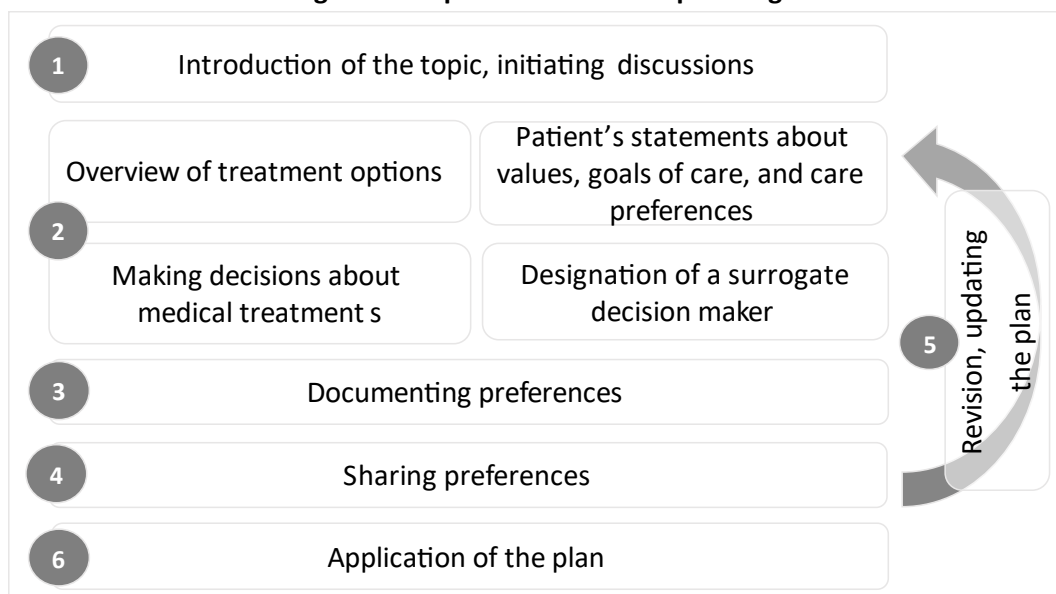 1
Introduction of the topic, initiating discussions
Overview of treatment options
Patient's statements about
values, goals of care, and care
preferences
2
Making decisions about
medical treatment s
Designation of a surrogate
decision maker
3
Documenting preferences
4
Sharing preferences
5
Revision, updating
the plan
6
Application of the plan